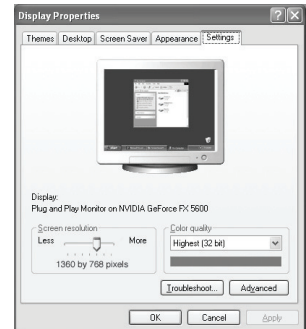 Display Properties
Themes Desktop Screen Saver Appearance Settings
Display:
Plug and Play Monitor on NVIDIA GeForce FX 5600
Screen resolution
Less More
1360 by 768 pixels
Color quality
Highest (32 bit)
Troubleshoot... Advanced
OK Cancel Apply